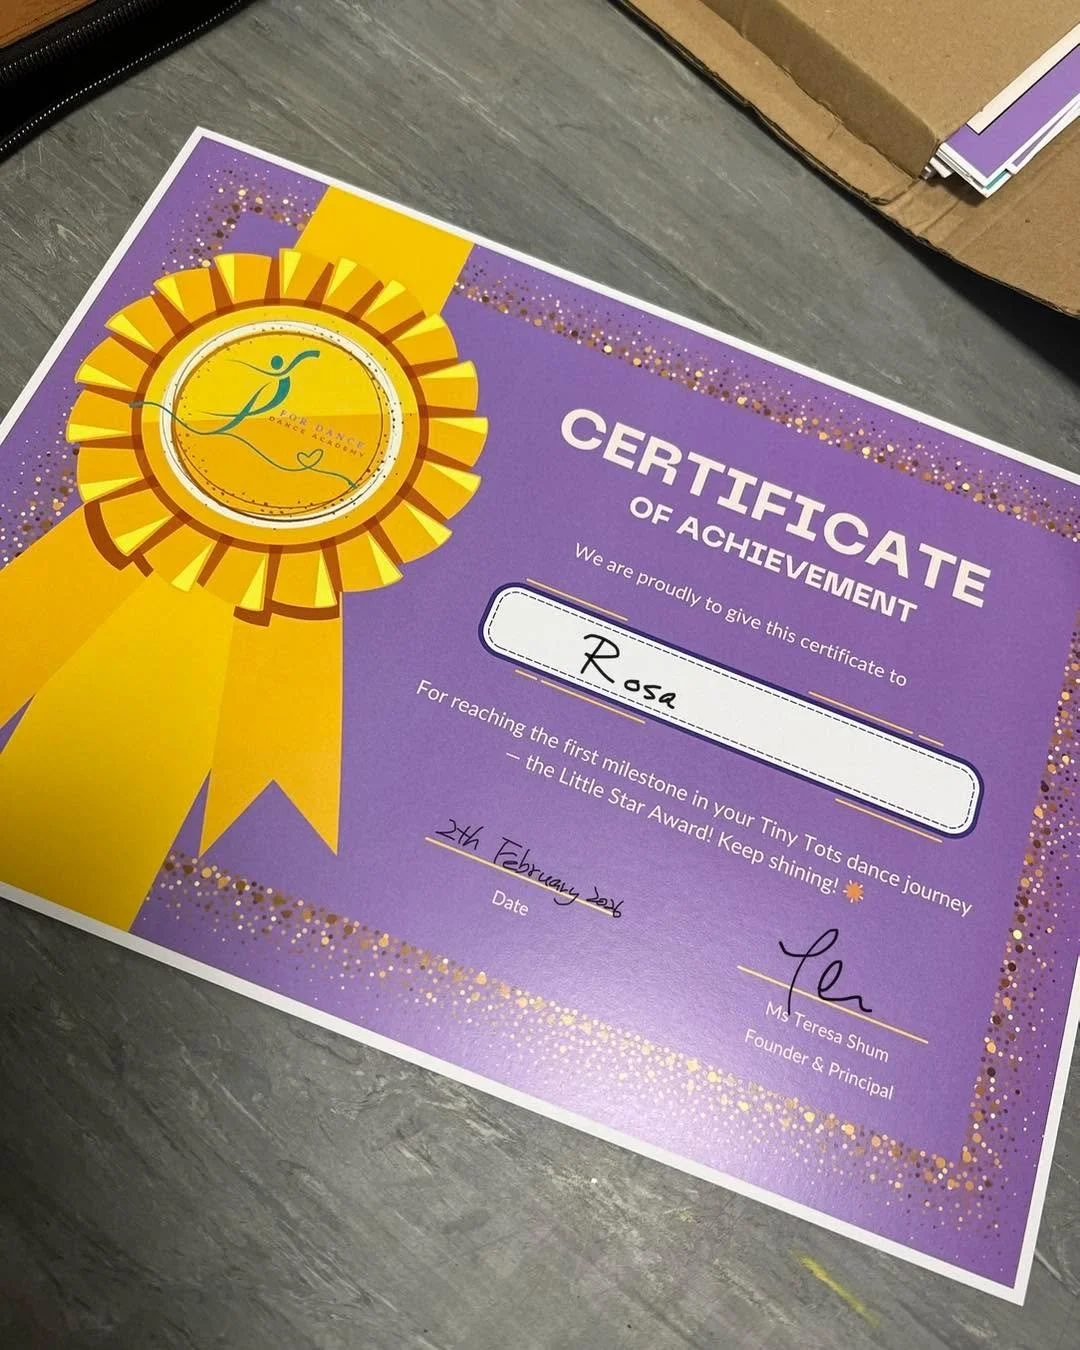 FOR DANCE
DANCE ACADEMY
CERTIFICATE
OF ACHIEVEMENT
We are proudly to give this certificate to
Rosa
For reaching the first milestone in your Tiny Tots dance journey
— the Little Star Award! Keep shining!
2th February 2026
Date
Ms Teresa Shum
Founder & Principal